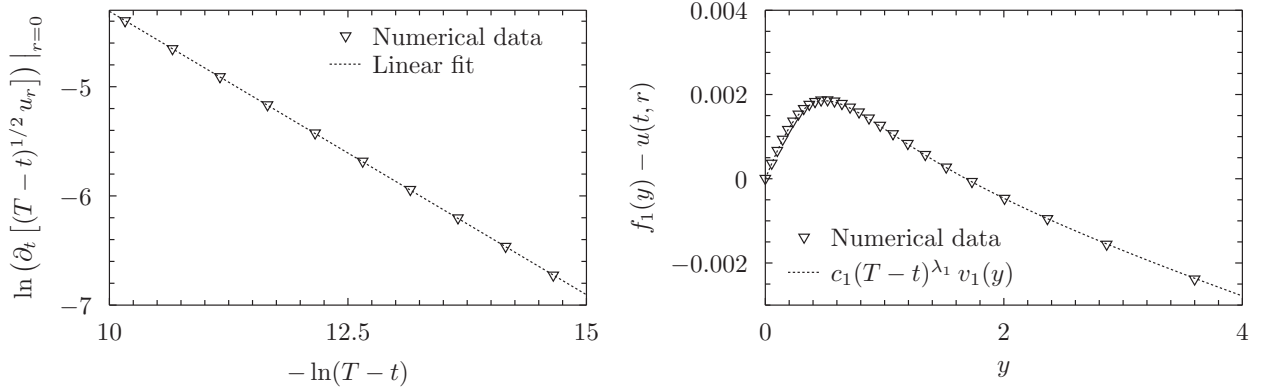 ln (∂_t [(T − t)^{1/2} u_r]) |_{r=0}
−5
−6
−7
10
12.5
15
− ln(T − t)
Numerical data
Linear fit
f_1(y) − u(t, r)
0.004
0.002
0
−0.002
0
2
4
y
Numerical data
c_1(T − t)^{λ_1} v_1(y)